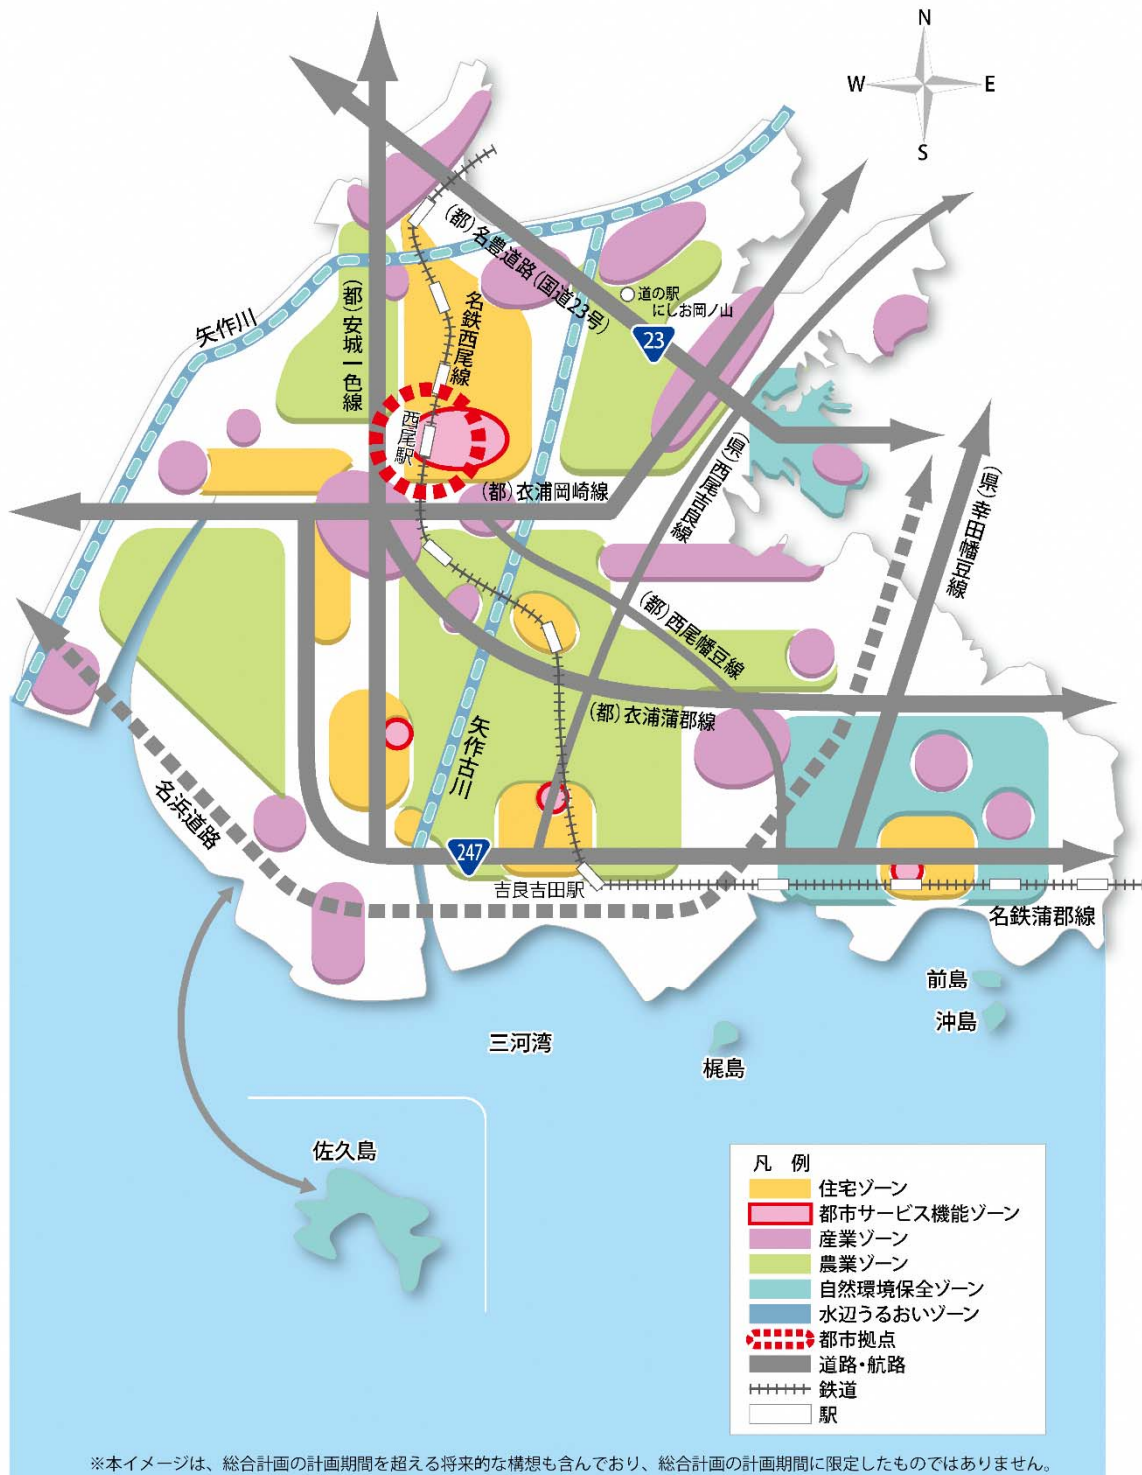 N
W
E
S
(都)名豊道路(国道23号)
道の駅
にしお岡ノ山
23
矢作川
(都)安城一色線
名鉄西尾線
西尾駅
(都)衣浦岡崎線
(県)西尾吉良線
(県)幸田幡豆線
(都)西尾幡豆線
(都)衣浦蒲郡線
矢作古川
名浜道路
247
吉良吉田駅
名鉄蒲郡線
前島
沖島
三河湾
梶島
佐久島
凡 例
住宅ゾーン
都市サービス機能ゾーン
産業ゾーン
農業ゾーン
自然環境保全ゾーン
水辺うるおいゾーン
都市拠点
道路・航路
鉄道
駅
※本イメージは、総合計画の計画期間を超える将来的な構想も含んでおり、総合計画の計画期間に限定したものではありません。